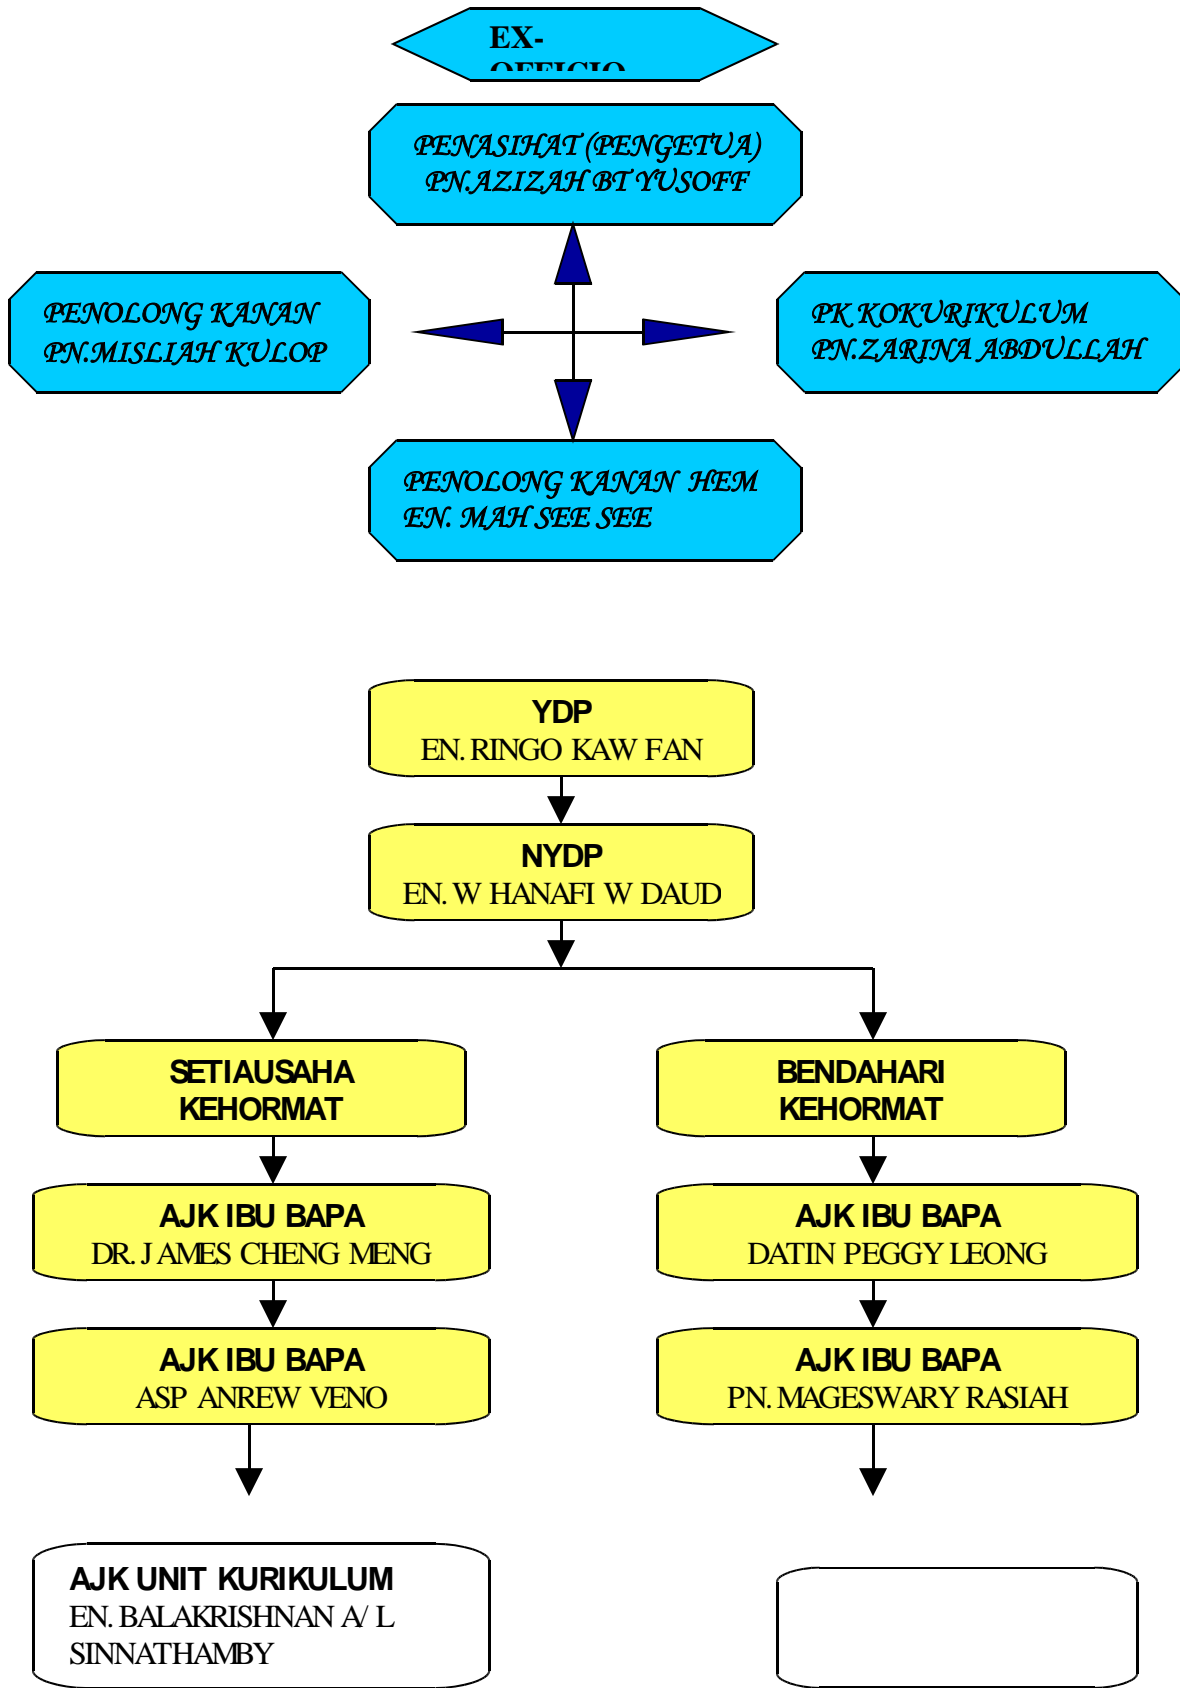 EX-
OFFICIO
PENASIHAT (PENGETUA)
PN.AZIZAH BT YUSOFF
PENOLONG KANAN
PN.MISLIAH KULOP
PK KOKURIKULUM
PN.ZARINA ABDULLAH
PENOLONG KANAN HEM
EN. MAH SEE SEE
YDP
EN. RINGO KAW FAN
NYDP
EN. W HANAFI W DAUD
SETIAUSAHA
KEHORMAT
BENDAHARI
KEHORMAT
AJK IBU BAPA
DR. JAMES CHENG MENG
AJK IBU BAPA
DATIN PEGGY LEONG
AJK IBU BAPA
ASP ANREW VENO
AJK IBU BAPA
PN. MAGESWARY RASIAH
AJK UNIT KURIKULUM
EN. BALAKRISHNAN A/L
SINNATHAMBY